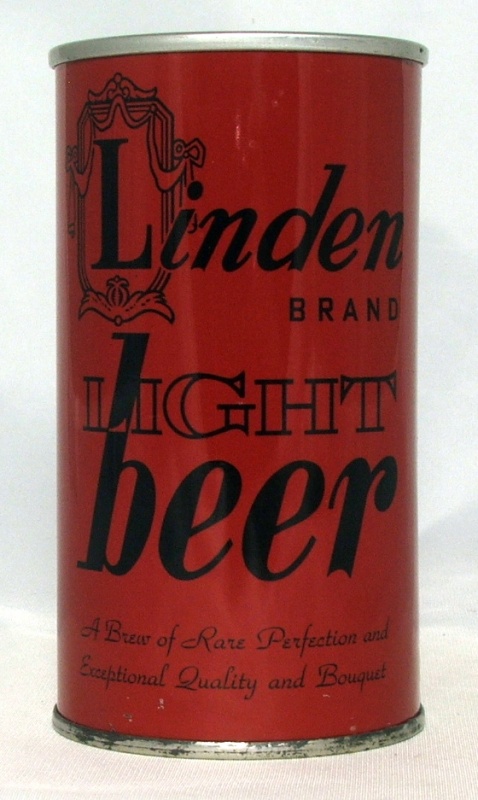 Linden
BRAND
LIGHT
beer
A Brew of Rare Perfection and
Exceptional Quality and Bouquet